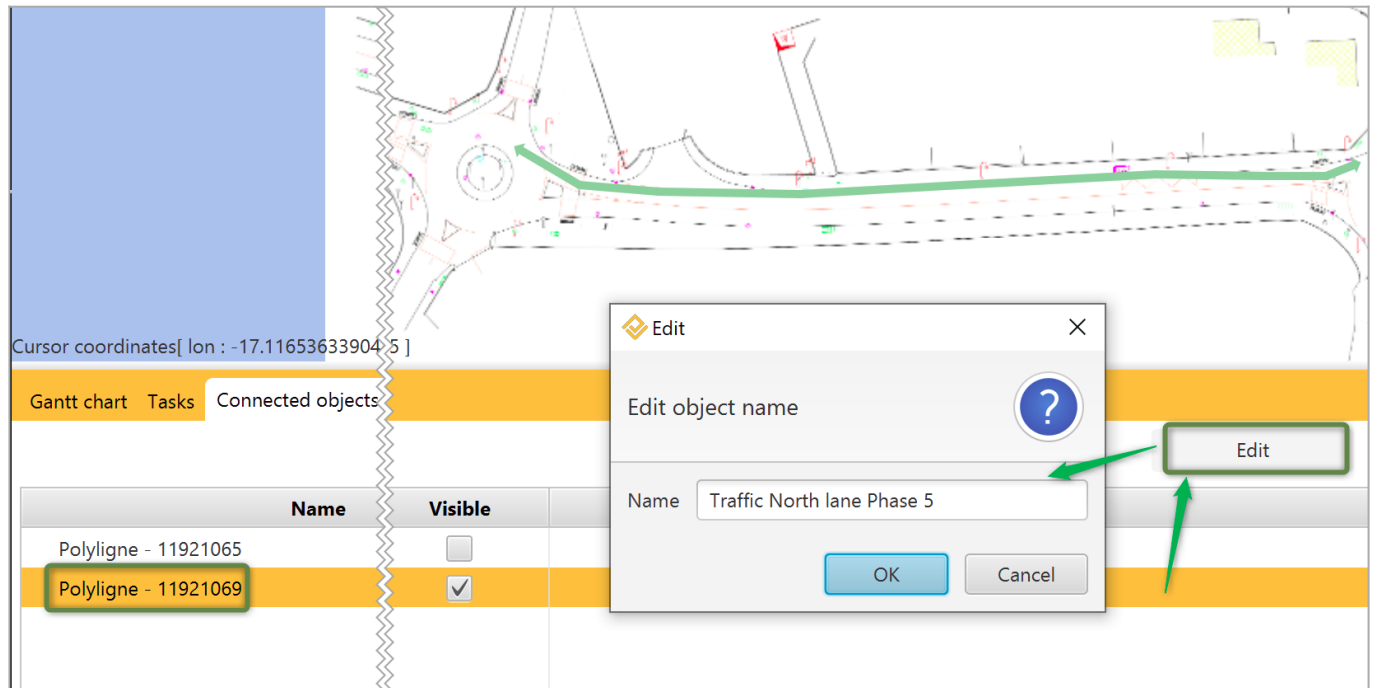 Cursor coordinates[ lon : -17.11653633904 5 ]
Edit
Edit object name
?
Gantt chart Tasks Connected objects
Edit
Name Traffic North lane Phase 5
Name Visible
Polyligne - 11921065
OK Cancel
Polyligne - 11921069